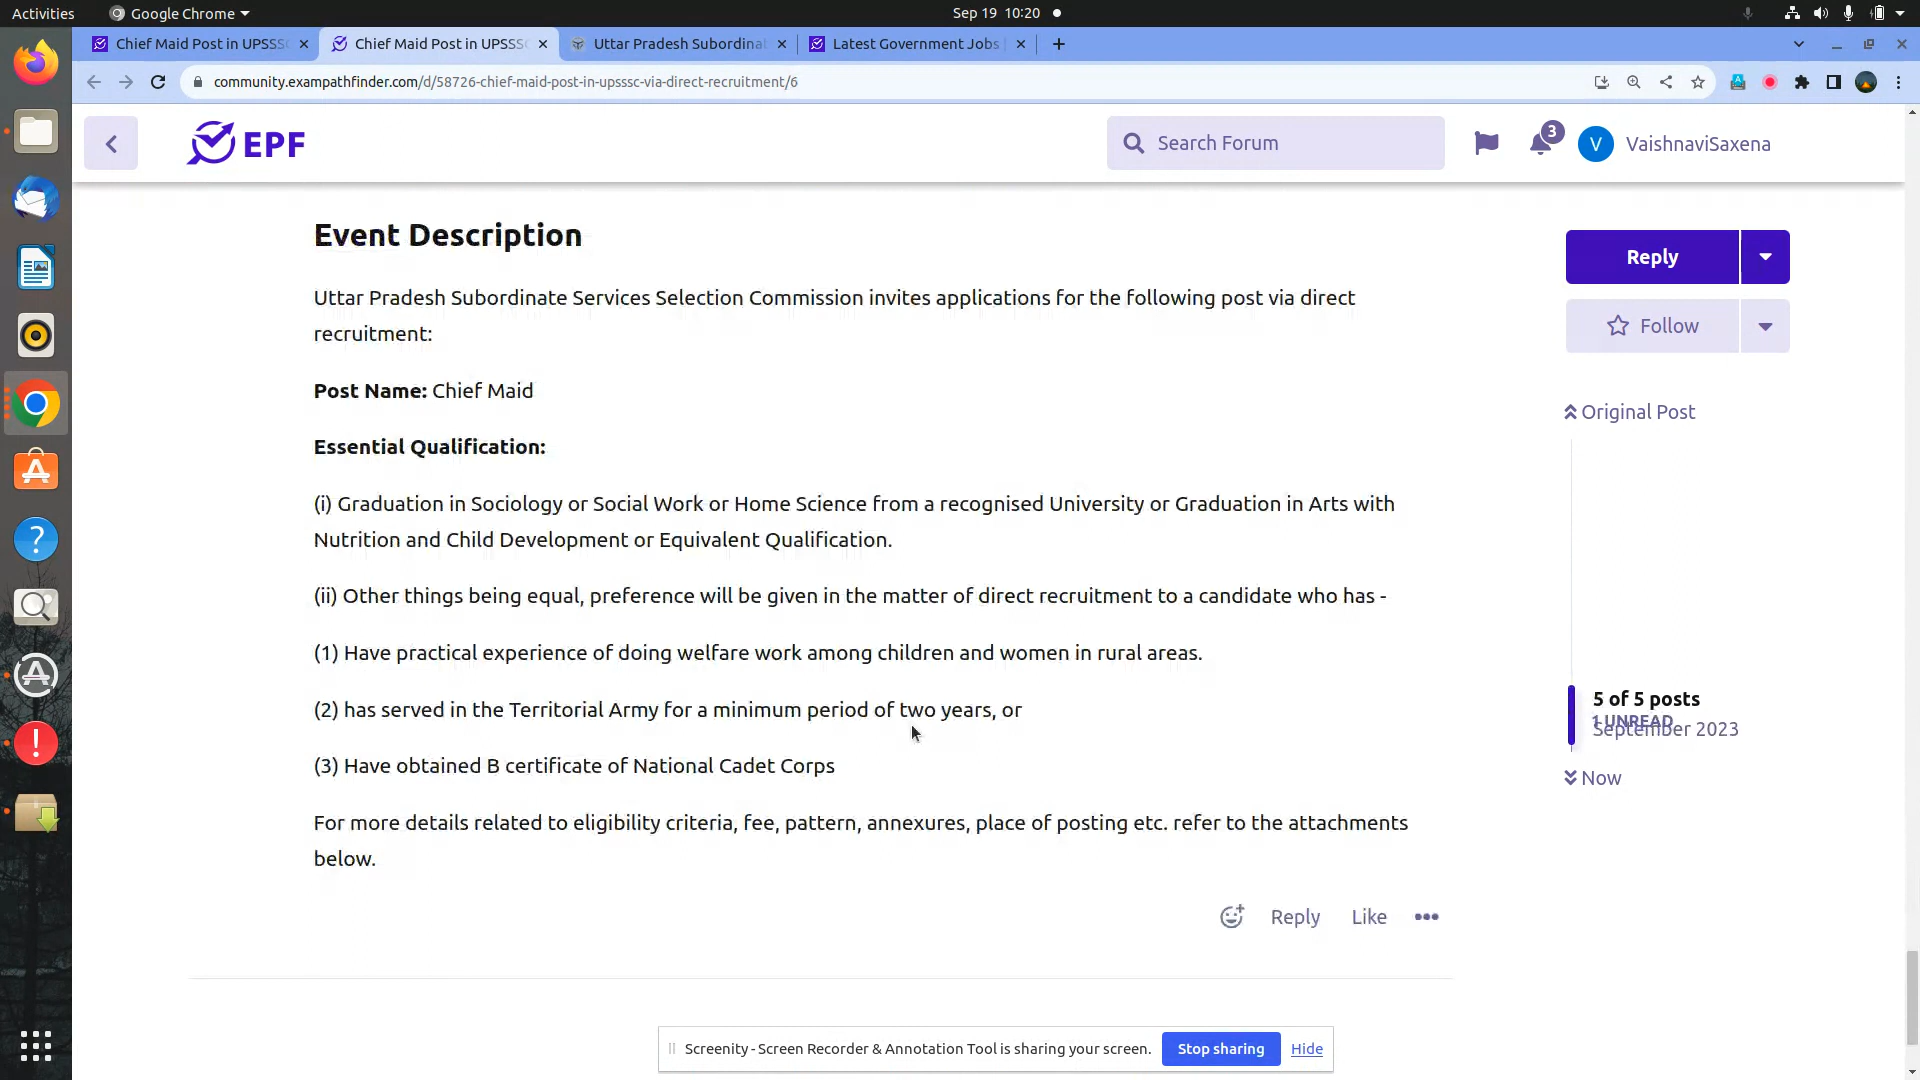 Activities
Google Chrome
Sep 19 10:20
Chief Maid Post in UPSSSC
Chief Maid Post in UPSSSC
Uttar Pradesh Subordina
Latest Government Jobs
community.exampathfinder.com/d/58726-chief-maid-post-in-upsssc-via-direct-recruitment/6
EPF
Search Forum
3
V
VaishnaviSaxena
Event Description
Uttar Pradesh Subordinate Services Selection Commission invites applications for the following post via direct
recruitment:
Post Name: Chief Maid
Essential Qualification:
(i) Graduation in Sociology or Social Work or Home Science from a recognised University or Graduation in Arts with
Nutrition and Child Development or Equivalent Qualification.
(ii) Other things being equal, preference will be given in the matter of direct recruitment to a candidate who has -
(1) Have practical experience of doing welfare work among children and women in rural areas.
(2) has served in the Territorial Army for a minimum period of two years, or
(3) Have obtained B certificate of National Cadet Corps
For more details related to eligibility criteria, fee, pattern, annexures, place of posting etc. refer to the attachments
below.
Reply
Like
Reply
Follow
Original Post
5 of 5 posts
1 UNREAD
September 2023
Now
Screenity - Screen Recorder & Annotation Tool is sharing your screen.
Stop sharing
Hide